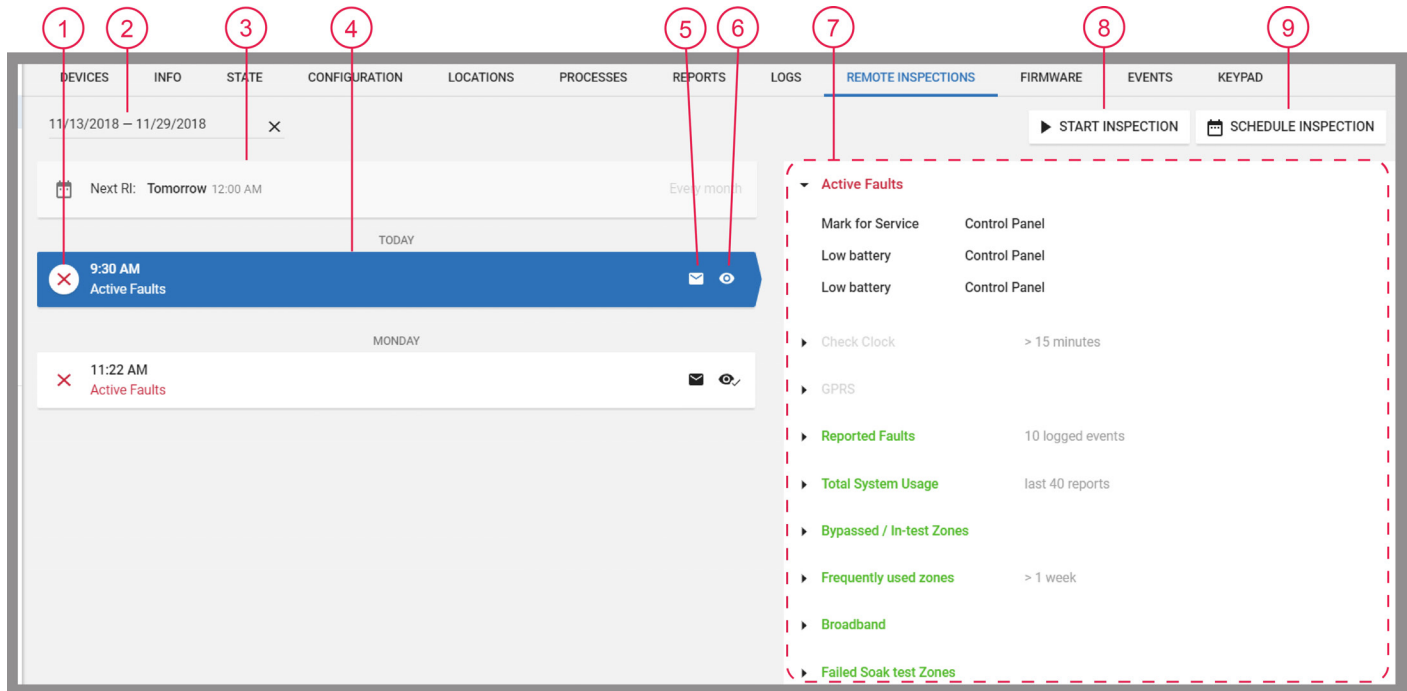 1 2 3 4 5 6 7 8 9
DEVICES INFO STATE CONFIGURATION LOCATIONS PROCESSES REPORTS LOGS REMOTE INSPECTIONS FIRMWARE EVENTS KEYPAD
11/13/2018 – 11/29/2018
START INSPECTION SCHEDULE INSPECTION
Next RI: Tomorrow 12:00 AM Every month
TODAY
9:30 AM
Active Faults
MONDAY
11:22 AM
Active Faults
Active Faults
Mark for Service Control Panel
Low battery Control Panel
Low battery Control Panel
Check Clock > 15 minutes
GPRS
Reported Faults 10 logged events
Total System Usage last 40 reports
Bypassed / In-test Zones
Frequently used zones > 1 week
Broadband
Failed Soak test Zones